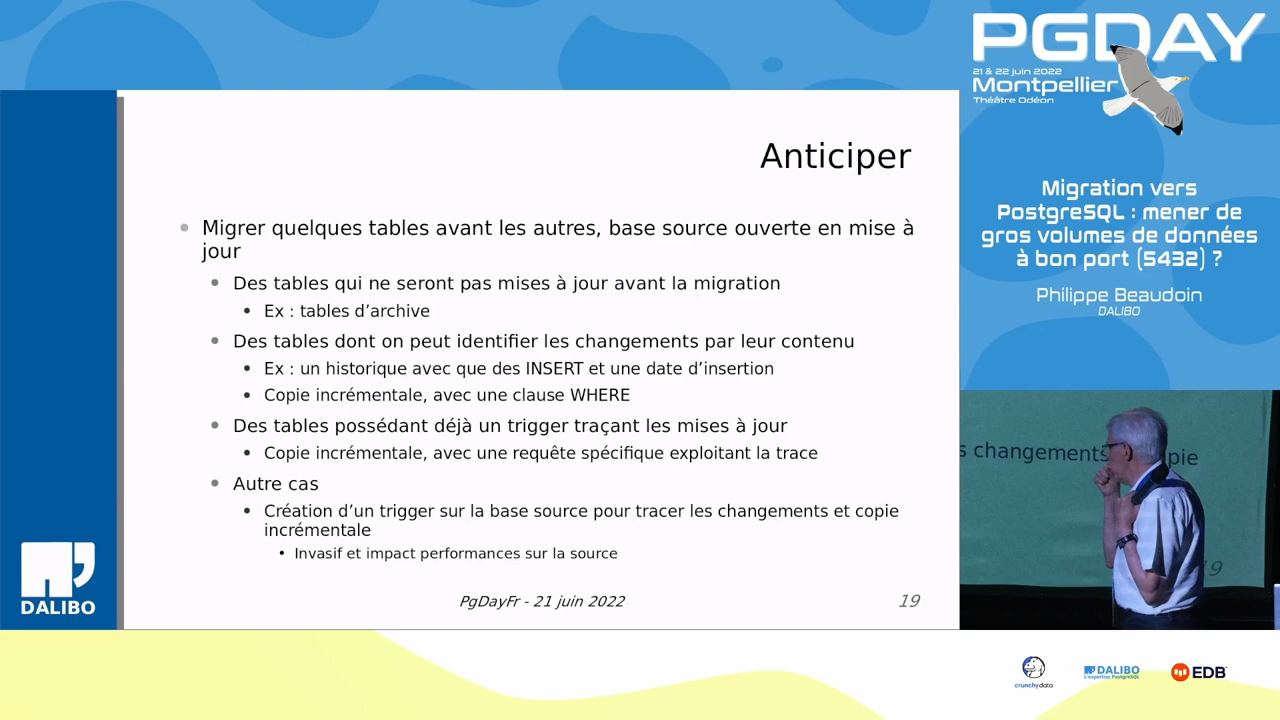 PGDAY
21 & 22 juin 2022
Montpellier
Théâtre Odéon
Anticiper
Migrer quelques tables avant les autres, base source ouverte en mise à
jour
Des tables qui ne seront pas mises à jour avant la migration
Ex : tables d’archive
Des tables dont on peut identifier les changements par leur contenu
Ex : un historique avec que des INSERT et une date d’insertion
Copie incrémentale, avec une clause WHERE
Des tables possédant déjà un trigger traçant les mises à jour
Copie incrémentale, avec une requête spécifique exploitant la trace
Autre cas
Création d’un trigger sur la base source pour tracer les changements et copie
incrémentale
Invasif et impact performances sur la source
PgDayFr - 21 juin 2022
19
DALIBO
Migration vers
PostgreSQL : mener de
gros volumes de données
à bon port (5432) ?
Philippe Beaudoin
DALIBO
s changements
pie
19
crunchydata
DALIBO
L'expertise PostgreSQL
EDB